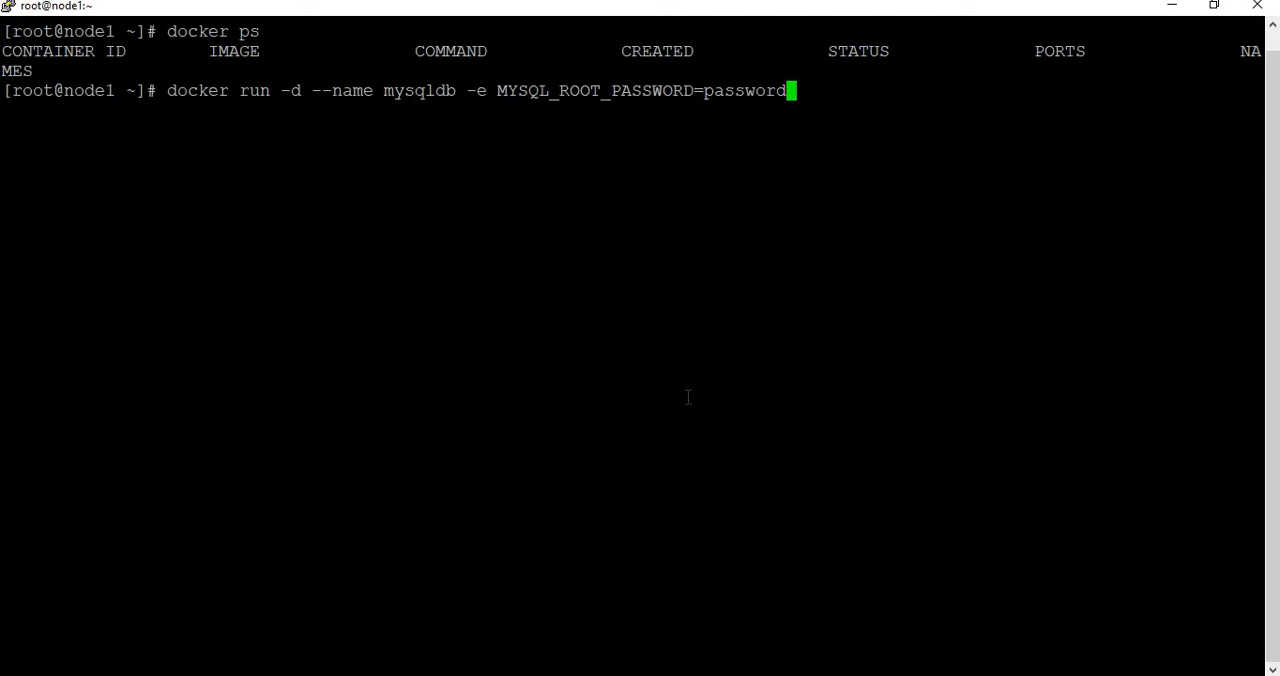 root@node1:~
[root@node1 ~]# docker ps
CONTAINER ID        IMAGE               COMMAND             CREATED             STATUS              PORTS               NA
MES
[root@node1 ~]# docker run -d --name mysqldb -e MYSQL_ROOT_PASSWORD=password